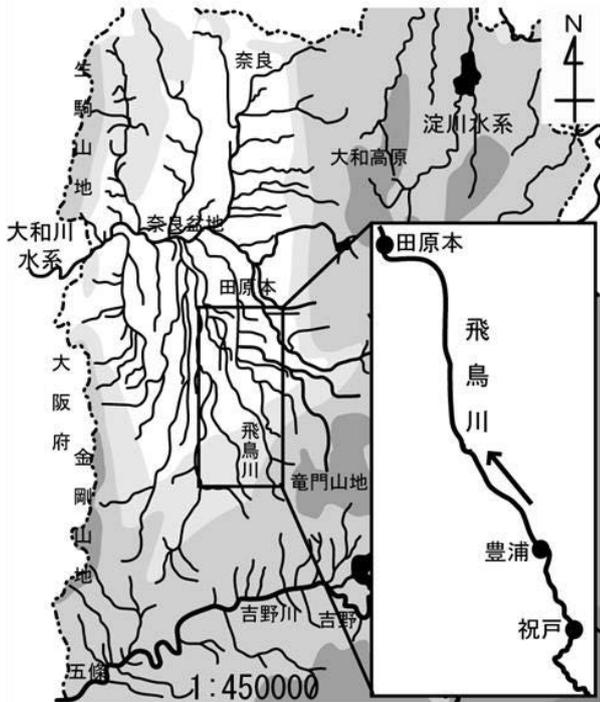 N
奈良
生駒山地
淀川水系
大和高原
奈良盆地
大和川
水系
田原本
田原本
飛鳥川
大阪府
飛鳥川
金剛山地
竜門山地
豊浦
祝戸
吉野川
吉野
五條
1:450000